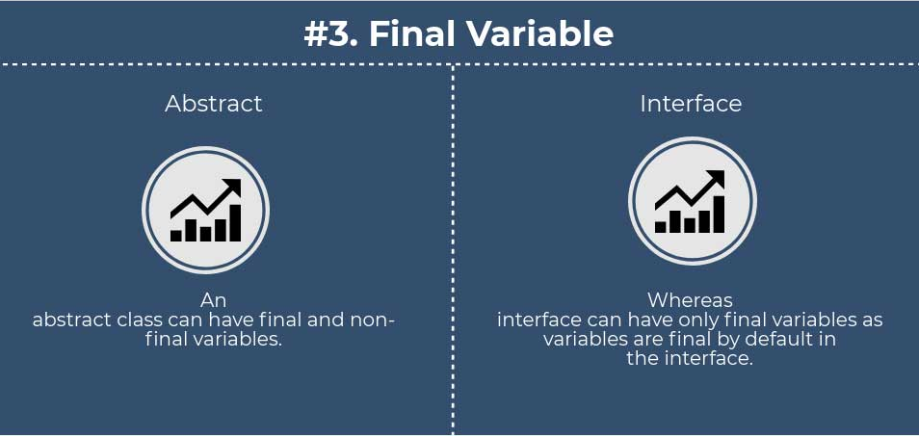 #3. Final Variable
Abstract
An
abstract class can have final and non-
final variables.
Interface
Whereas
interface can have only final variables as
variables are final by default in
the interface.